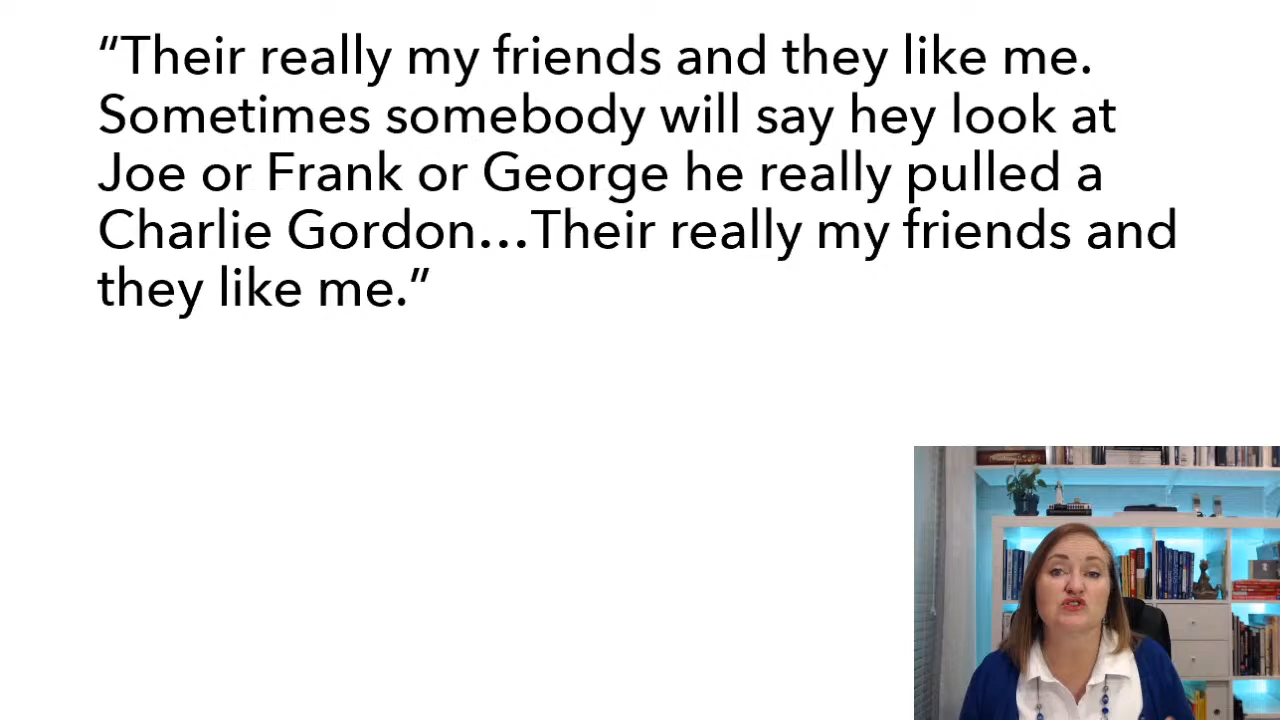 “Their really my friends and they like me.
Sometimes somebody will say hey look at
Joe or Frank or George he really pulled a
Charlie Gordon…Their really my friends and
they like me.”